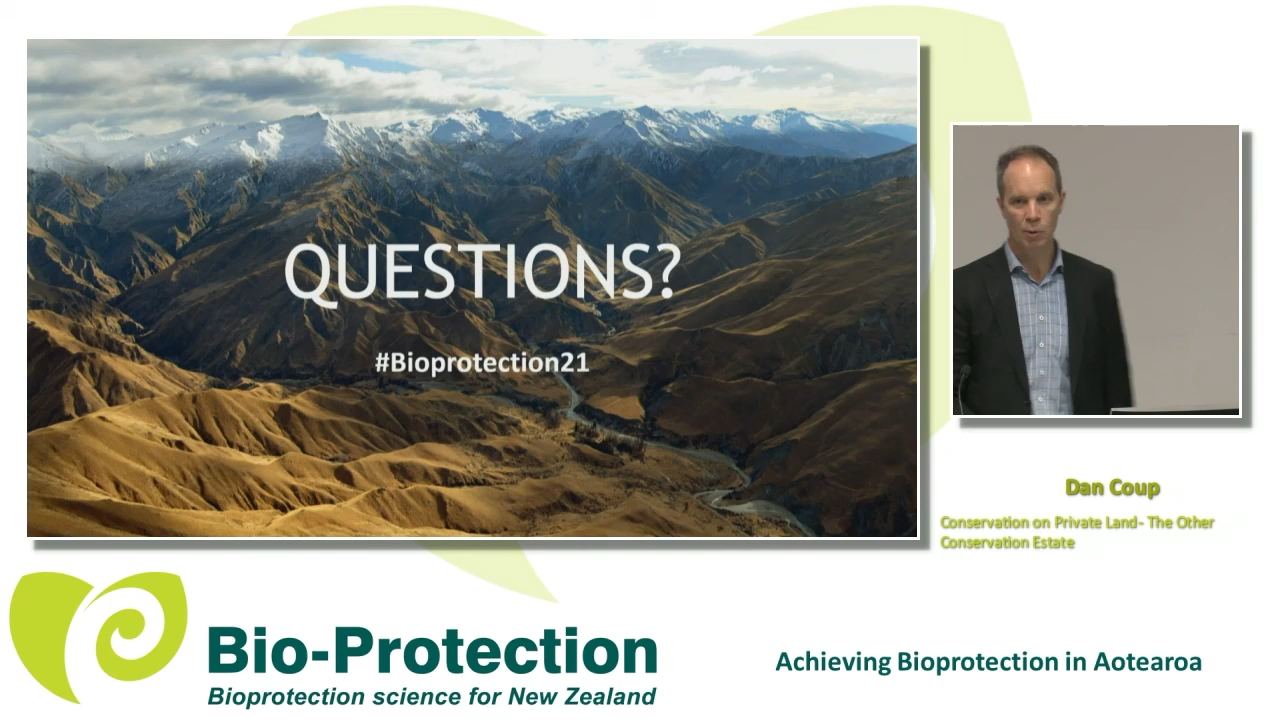 QUESTIONS?
#Bioprotection21
Dan Coup
Conservation on Private Land- The Other
Conservation Estate
Bio-Protection
Bioprotection science for New Zealand
Achieving Bioprotection in Aotearoa